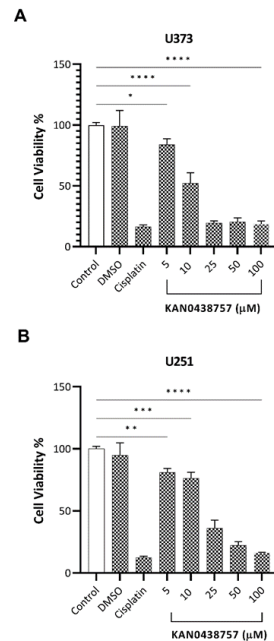 A
U373
****
****
*
Cell Viability %
150
100
50
0
Control
DMSO
Cisplatin
5
10
25
50
100
KAN0438757 (μM)
B
U251
****
***
**
Cell Viability %
150
100
50
0
Control
DMSO
Cisplatin
5
10
25
50
100
KAN0438757 (μM)